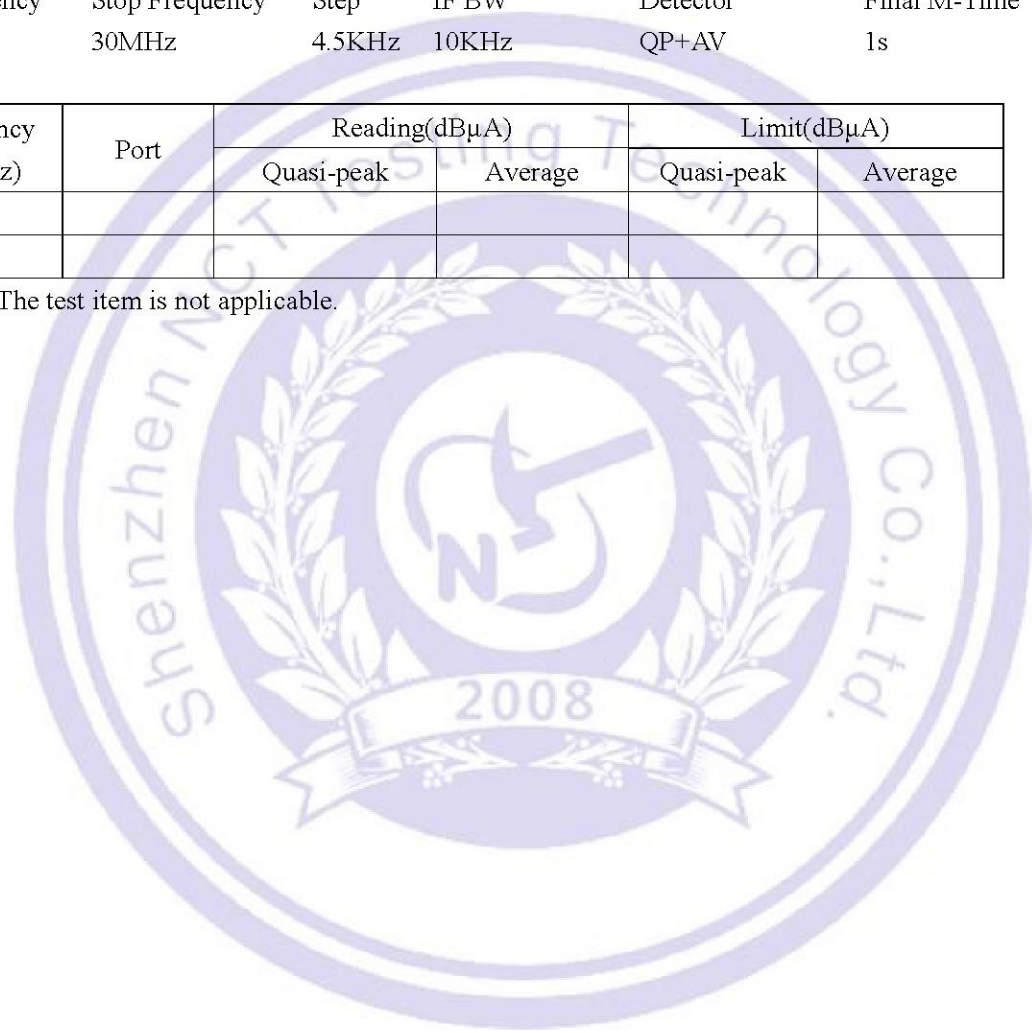 Stop Frequency Step IF BW Detector Final M-Time
30MHz 4.5KHz 10KHz QP+AV 1s
Port Reading(dBµA) Limit(dBµA)
Quasi-peak Average Quasi-peak Average
The test item is not applicable.
Shenzhen NCT Testing Technology Co.,Ltd.
N
2008